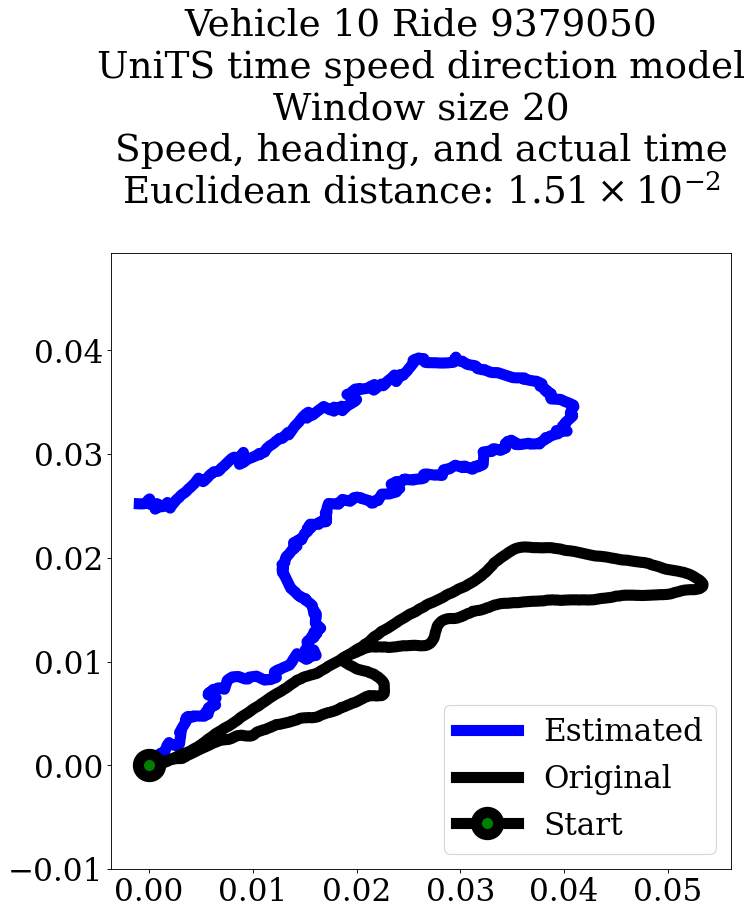 Vehicle 10 Ride 9379050
UniTS time speed direction model
Window size 20
Speed, heading, and actual time
Euclidean distance: 1.51 × 10⁻²
0.04
0.03
0.02
0.01
0.00
−0.01
0.00 0.01 0.02 0.03 0.04 0.05
Estimated
Original
Start